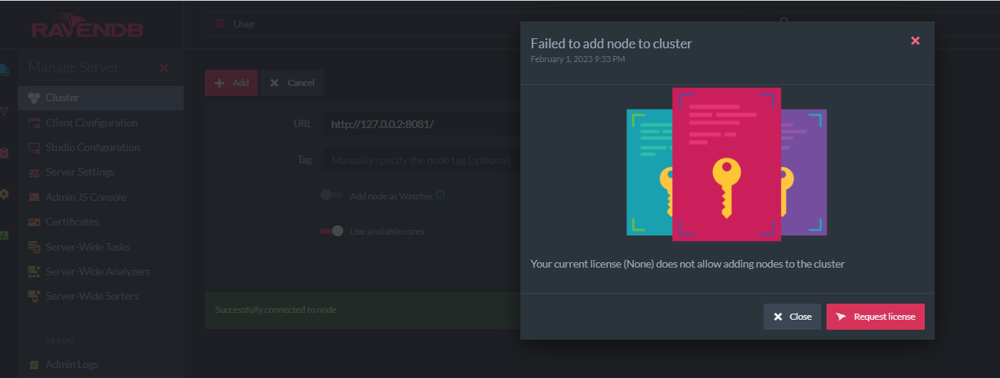 RAVENDB
User
Manage Server
Cluster
Client Configuration
Studio Configuration
Server Settings
Admin JS Console
Certificates
Server-Wide Tasks
Server-Wide Analyzers
Server-Wide Sorters
DEBUG
Admin Logs
Add
Cancel
URL
http://127.0.0.2:8081/
Tag
Manually specify the node tag (optional)
Add node as Watcher
Use available cores
Successfully connected to node
Failed to add node to cluster
February 1, 2023 9:33 PM
Your current license (None) does not allow adding nodes to the cluster
Close
Request license